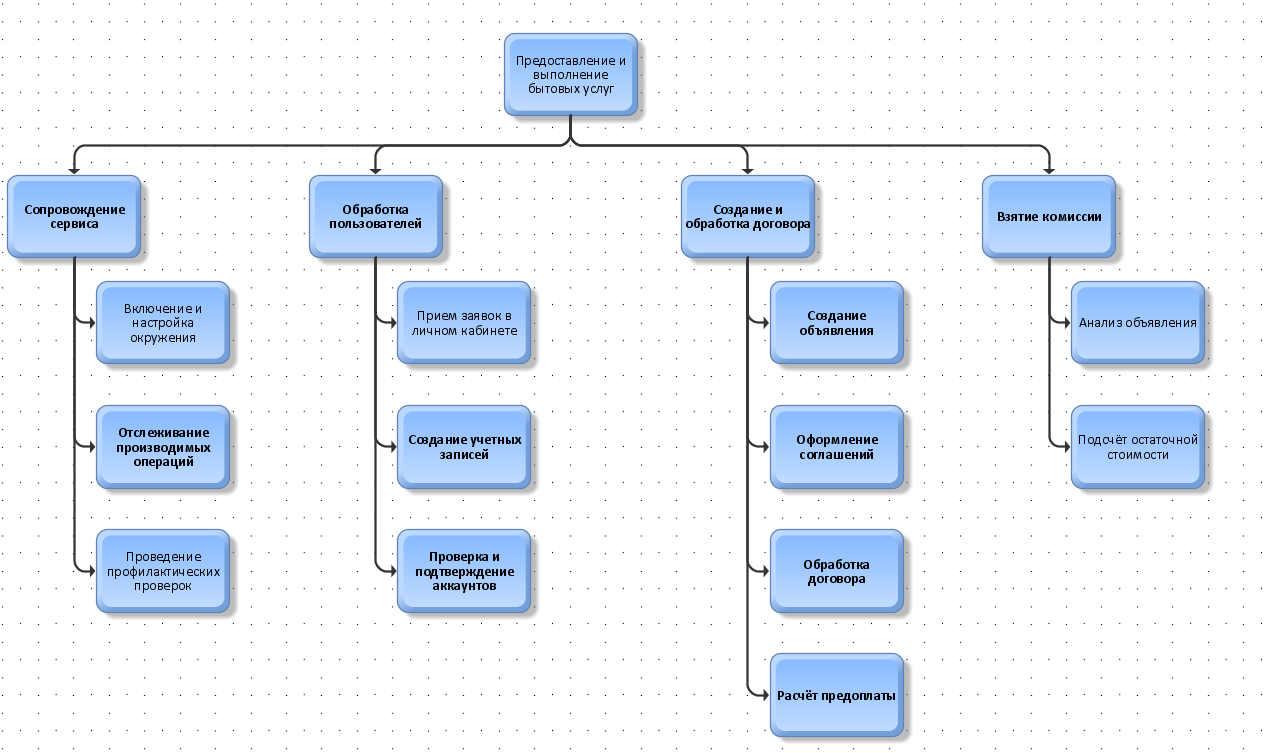 Предоставление и
выполнение
бытовых услуг
Сопровождение
сервиса
Обработка
пользователей
Создание и
обработка договора
Взятие комиссии
Включение и
настройка
окружения
Прием заявок в
личном кабинете
Создание
объявления
Анализ объявления
Отслеживание
производимых
операций
Создание учетных
записей
Оформление
соглашений
Подсчёт остаточной
стоимости
Проведение
профилактических
проверок
Проверка и
подтверждение
аккаунтов
Обработка
договора
Расчёт предоплаты